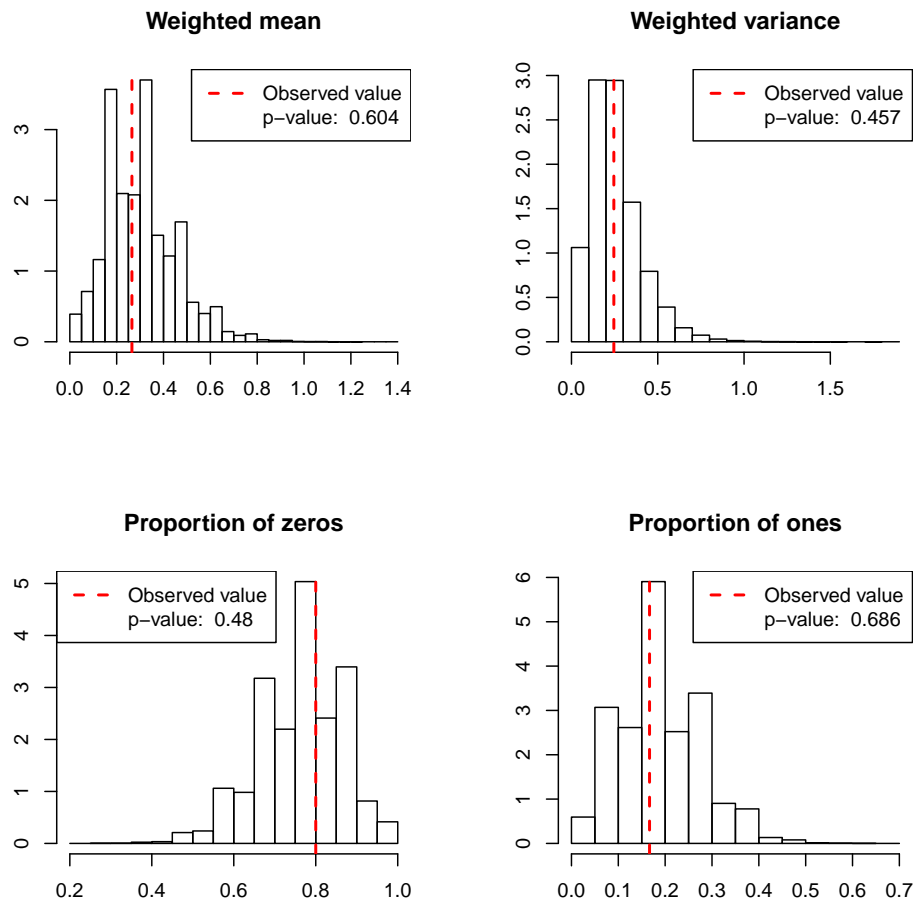 Weighted mean
Observed value
p−value: 0.604
0 1 2 3
0.0 0.2 0.4 0.6 0.8 1.0 1.2 1.4
Weighted variance
Observed value
p−value: 0.457
0.0 0.5 1.0 1.5 2.0 2.5 3.0
0.0 0.5 1.0 1.5
Proportion of zeros
Observed value
p−value: 0.48
0 1 2 3 4 5
0.2 0.4 0.6 0.8 1.0
Proportion of ones
Observed value
p−value: 0.686
0 1 2 3 4 5 6
0.0 0.1 0.2 0.3 0.4 0.5 0.6 0.7